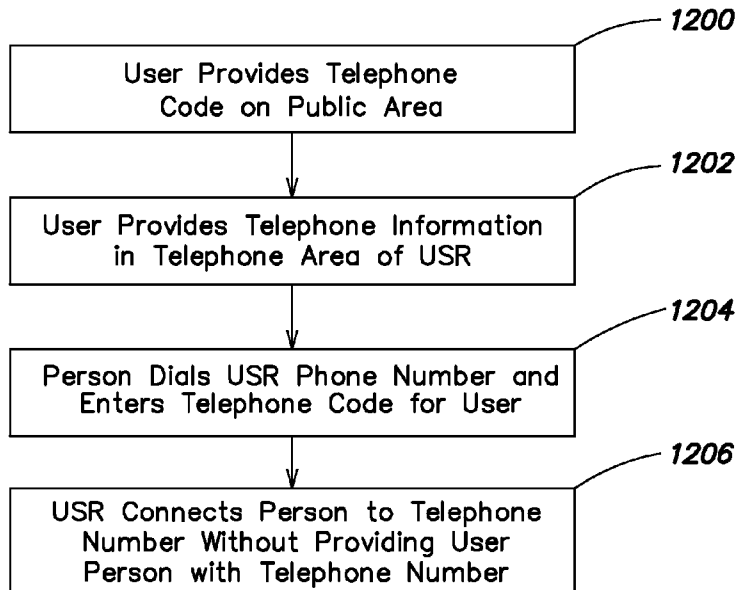 1200
User Provides Telephone
Code on Public Area
1202
User Provides Telephone Information
in Telephone Area of USR
1204
Person Dials USR Phone Number and
Enters Telephone Code for User
1206
USR Connects Person to Telephone
Number Without Providing User
Person with Telephone Number